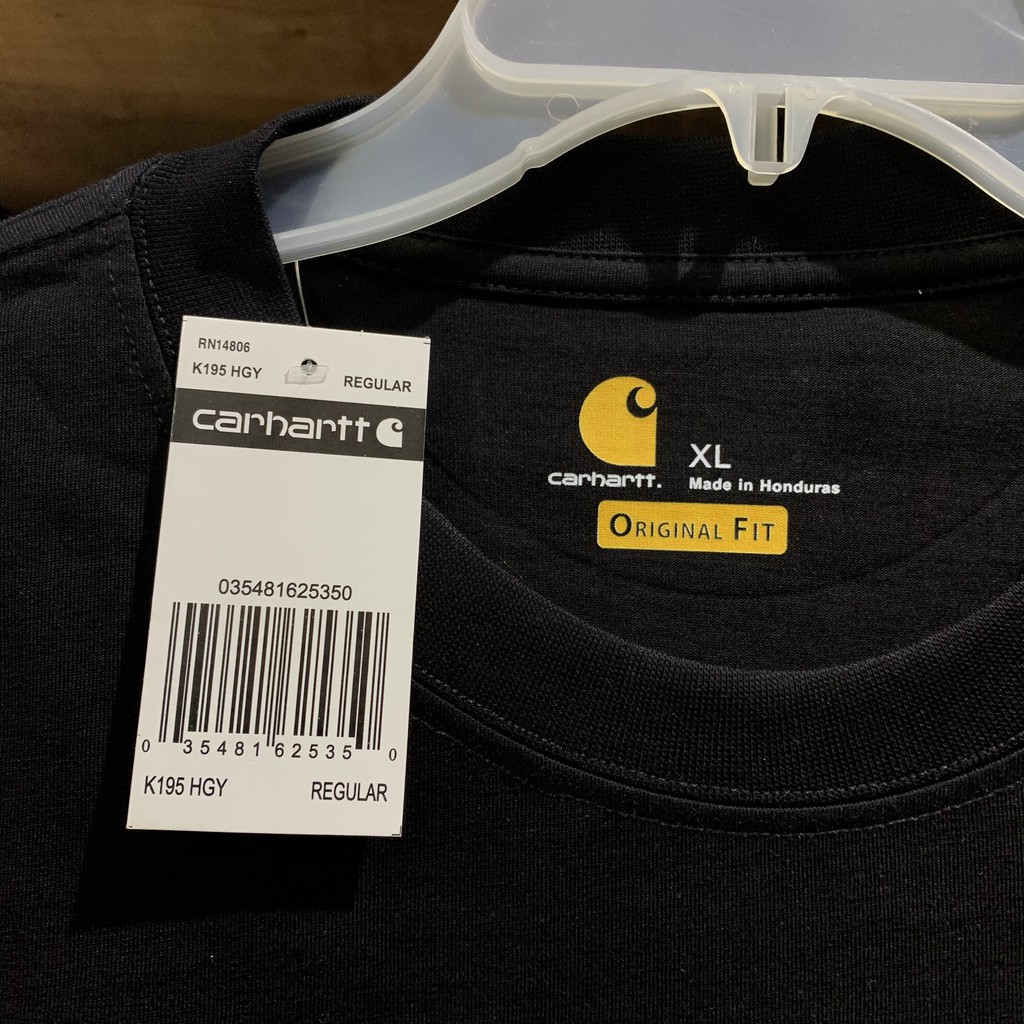 RN14806
K195 HGY
REGULAR
carhartt
035481625350
0 35481 62535 0
K195 HGY REGULAR
carhartt.
XL
Made in Honduras
ORIGINAL FIT